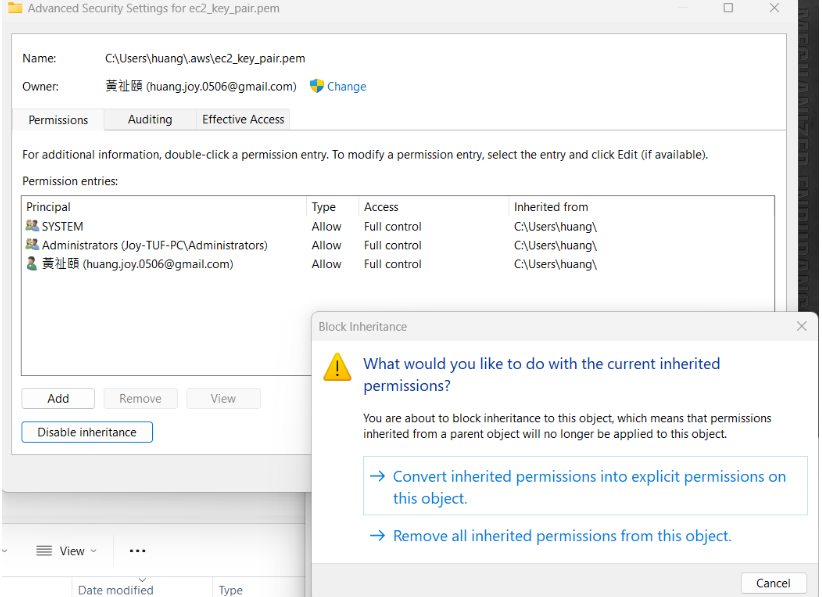 Advanced Security Settings for ec2_key_pair.pem
Name: C:\Users\huang\.aws\ec2_key_pair.pem
Owner: 黃祉頤 (huang.joy.0506@gmail.com) Change
Permissions Auditing Effective Access
For additional information, double-click a permission entry. To modify a permission entry, select the entry and click Edit (if available).
Permission entries:
Principal Type Access Inherited from
SYSTEM Allow Full control C:\Users\huang\
Administrators (Joy-TUF-PC\Administrators) Allow Full control C:\Users\huang\
黃祉頤 (huang.joy.0506@gmail.com) Allow Full control C:\Users\huang\
Add Remove View
Disable inheritance
Block Inheritance
What would you like to do with the current inherited
permissions?
You are about to block inheritance to this object, which means that permissions
inherited from a parent object will no longer be applied to this object.
Convert inherited permissions into explicit permissions on
this object.
Remove all inherited permissions from this object.
Cancel
View
Date modified Type